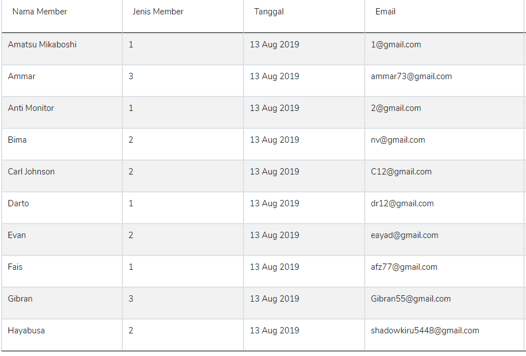 Nama Member Jenis Member Tanggal Email
Amatsu Mikaboshi 1 13 Aug 2019 1@gmail.com
Ammar 3 13 Aug 2019 ammar73@gmail.com
Anti Monitor 1 13 Aug 2019 2@gmail.com
Bima 2 13 Aug 2019 nv@gmail.com
Carl Johnson 2 13 Aug 2019 C12@gmail.com
Darto 1 13 Aug 2019 dr12@gmail.com
Evan 2 13 Aug 2019 eayad@gmail.com
Fais 1 13 Aug 2019 afz77@gmail.com
Gibran 3 13 Aug 2019 Gibran55@gmail.com
Hayabusa 2 13 Aug 2019 shadowkiru5448@gmail.com